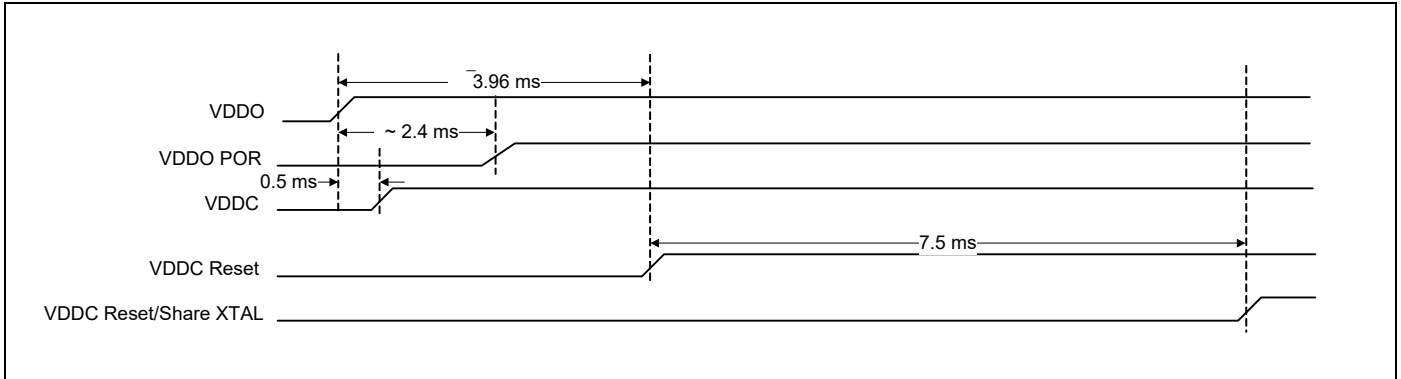 ‾3.96 ms
VDDO
~ 2.4 ms
VDDO POR
0.5 ms
VDDC
7.5 ms
VDDC Reset
VDDC Reset/Share XTAL